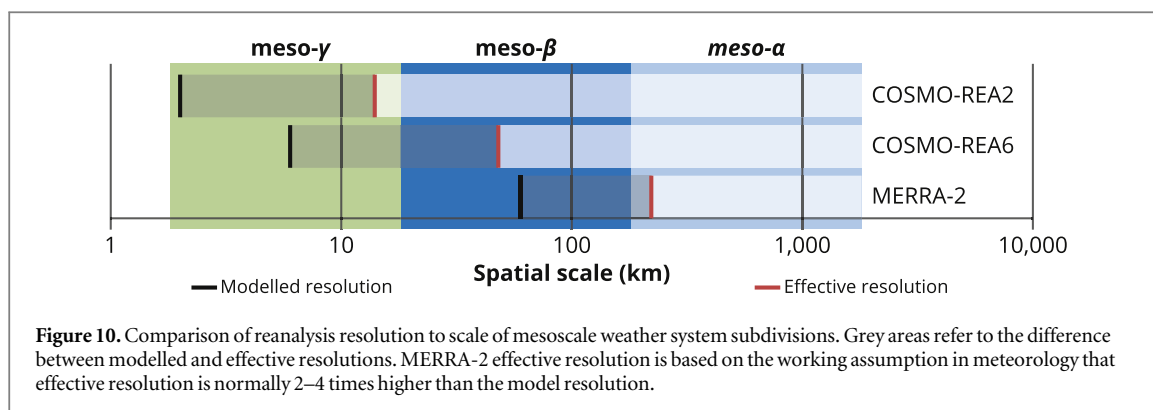 meso-γ meso-β meso-α
COSMO-REA2
COSMO-REA6
MERRA-2
1 10 100 1,000 10,000
Spatial scale (km)
Modelled resolution Effective resolution
Figure 10. Comparison of reanalysis resolution to scale of mesoscale weather system subdivisions. Grey areas refer to the difference
between modelled and effective resolutions. MERRA-2 effective resolution is based on the working assumption in meteorology that
effective resolution is normally 2–4 times higher than the model resolution.